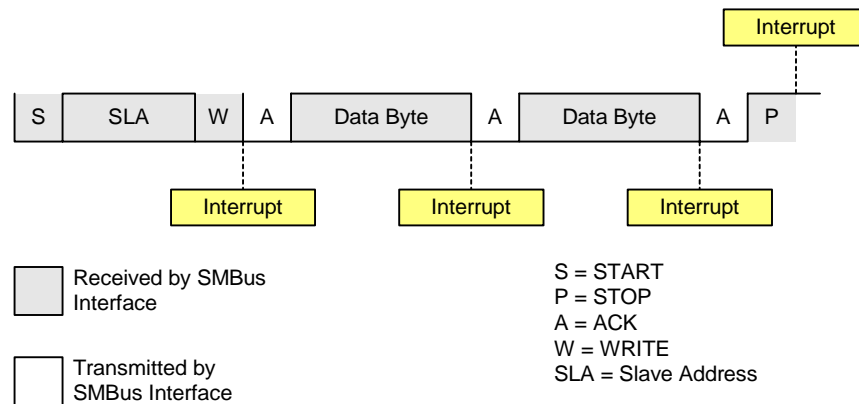 Interrupt
S SLA W A Data Byte A Data Byte A P
Interrupt Interrupt Interrupt
Received by SMBus
Interface
Transmitted by
SMBus Interface
S = START
P = STOP
A = ACK
W = WRITE
SLA = Slave Address